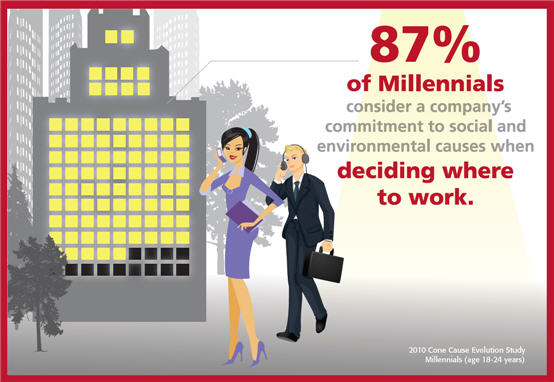 87%
of Millennials
consider a company's
commitment to social and
environmental causes when
deciding where
to work.
2010 Cone Cause Evolution Study
Millennials (age 18-24 years)